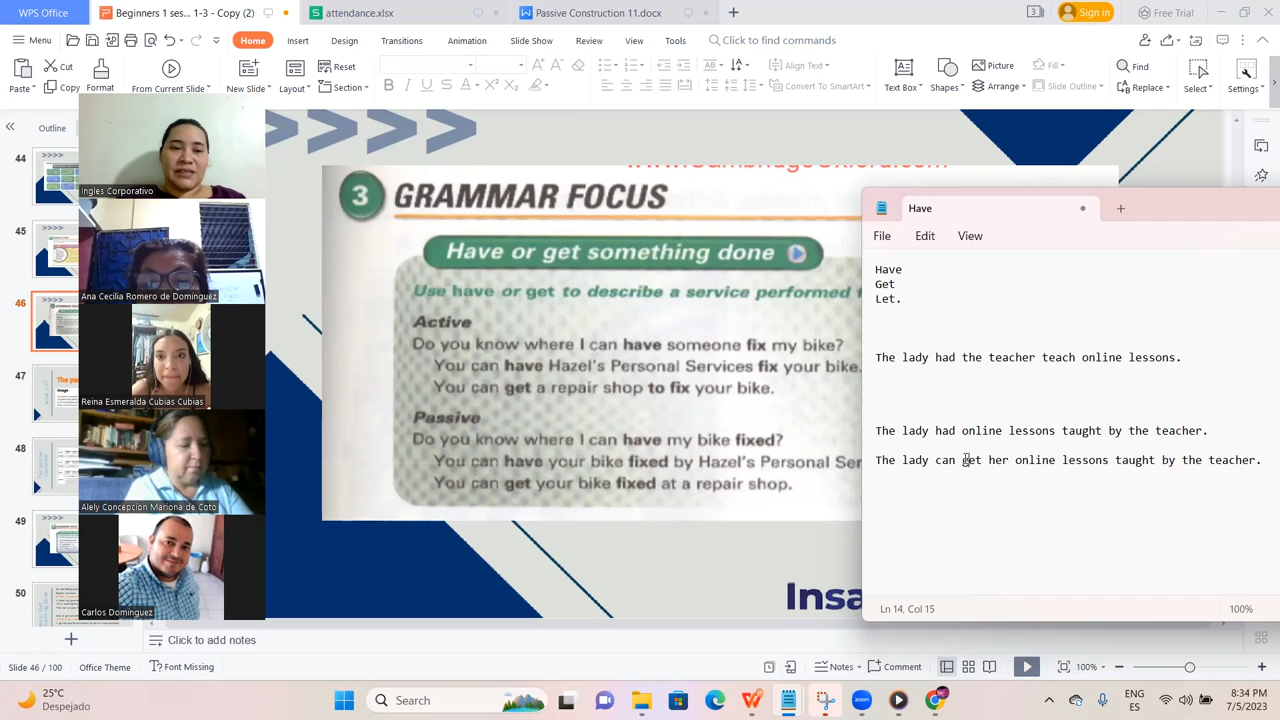 WPS Office
Beginners 1 ses... 1-3 - Copy (2)
attendance.xlsx
Passive Construction 11.docx
Sign in
Free Trial
Menu
Home
Insert
Design
Transitions
Animation
Slide Show
Review
View
Tools
Click to find commands
Cut
Copy
Format
From Current Slide
New Slide
Layout
Reset
Section
Align Text
Convert To SmartArt
Text Box
Shapes
Picture
Arrange
Fill
Slide Outline
Find
Replace
Select
Settings
Outline
44
45
46
47
48
49
50
Ingles Corporativo
Ana Cecilia Romero de Domínguez
Reina Esmeralda Cubias Cubias
Alely Concepcion Mariona de Coto
Carlos Domínguez
3 GRAMMAR FOCUS
Have or get something done
Use have or get to describe a service performed
Active
Do you know where I can have someone fix my bike?
You can have Hazel's Personal Services fix your bike.
You can get a repair shop to fix your bike.
Passive
Do you know where I can have my bike fixed?
You can have your bike fixed by Hazel's Personal Ser
You can get your bike fixed at a repair shop.
Insa
Have
File
Edit
View
Have
Get.
Let.
The lady had the teacher teach online lessons.
The lady had online lessons taught by the teacher.
The lady get her online lessons taught by the teacher.
Ln 14, Col 15
100%
Click to add notes
Slide 46 / 100
Office Theme
Font Missing
Notes
Comment
100%
25°C
Despejado
Search
zoom
ENG
ES
8:34 PM
7/5/2023